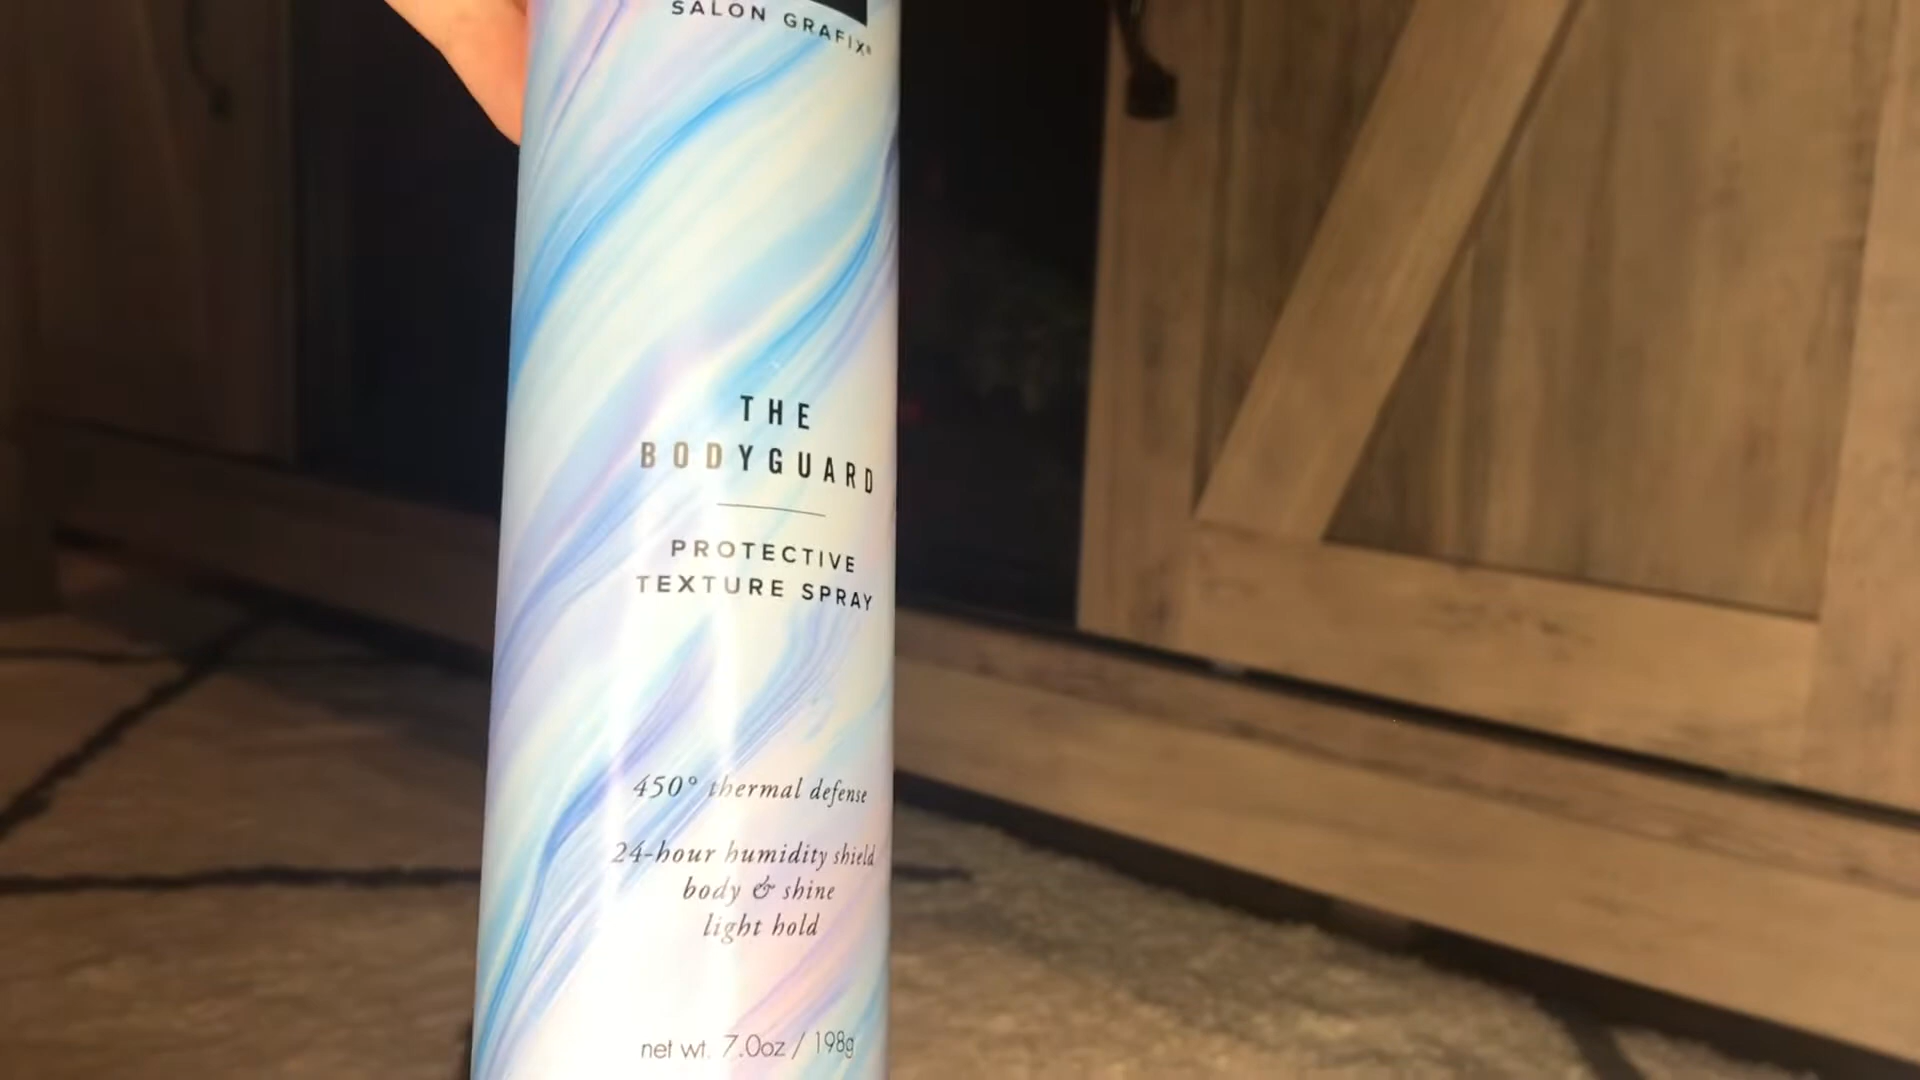 SALON GRAFIX®
THE
BODYGUARD
PROTECTIVE
TEXTURE SPRAY
450° thermal defense
24-hour humidity shield
body & shine
light hold
net wt. 7.0oz / 198g